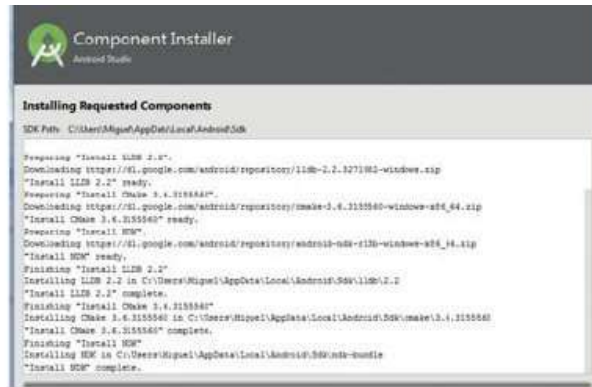 Component Installer
Android Studio
Installing Requested Components
SDK Path: C:\Users\Miguel\AppData\Local\Android\Sdk
Preparing "Install LLDB 2.2".
Downloading https://dl.google.com/android/repository/lldb-2.2.3271982-windows.zip
"Install LLDB 2.2" ready.
Preparing "Install CMake 3.6.3155560".
Downloading https://dl.google.com/android/repository/cmake-3.6.3155560-windows-x86_64.zip
"Install CMake 3.6.3155560" ready.
Preparing "Install NDK".
Downloading https://dl.google.com/android/repository/android-ndk-r13b-windows-x86_64.zip
"Install NDK" ready.
Finishing "Install LLDB 2.2"
Installing LLDB 2.2 in C:\Users\Miguel\AppData\Local\Android\Sdk\lldb\2.2
"Install LLDB 2.2" complete.
Finishing "Install CMake 3.6.3155560"
Installing CMake 3.6.3155560 in C:\Users\Miguel\AppData\Local\Android\Sdk\cmake\3.6.3155560
"Install CMake 3.6.3155560" complete.
Finishing "Install NDK"
Installing NDK in C:\Users\Miguel\AppData\Local\Android\Sdk\ndk-bundle
"Install NDK" complete.